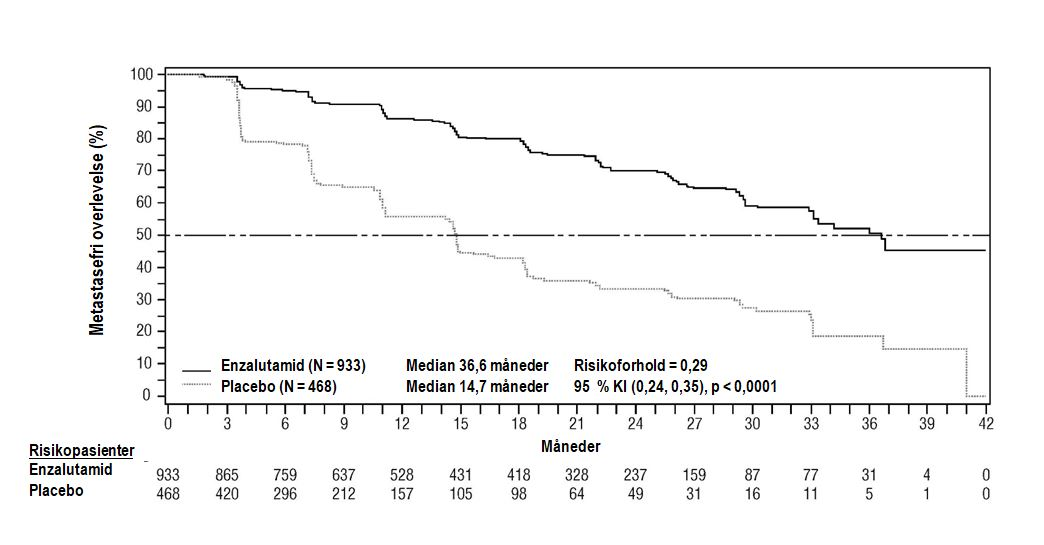 Metastasefri overlevelse (%)
100
90
80
70
60
50
40
30
20
10
0
Enzalutamid (N = 933) Median 36,6 måneder Risikoforhold = 0,29
Placebo (N = 468) Median 14,7 måneder 95 % KI (0,24, 0,35), p < 0,0001
0 3 6 9 12 15 18 21 24 27 30 33 36 39 42
Måneder
Risikopasienter
Enzalutamid 933 865 759 637 528 431 418 328 237 159 87 77 31 4 0
Placebo 468 420 296 212 157 105 98 64 49 31 16 11 5 1 0